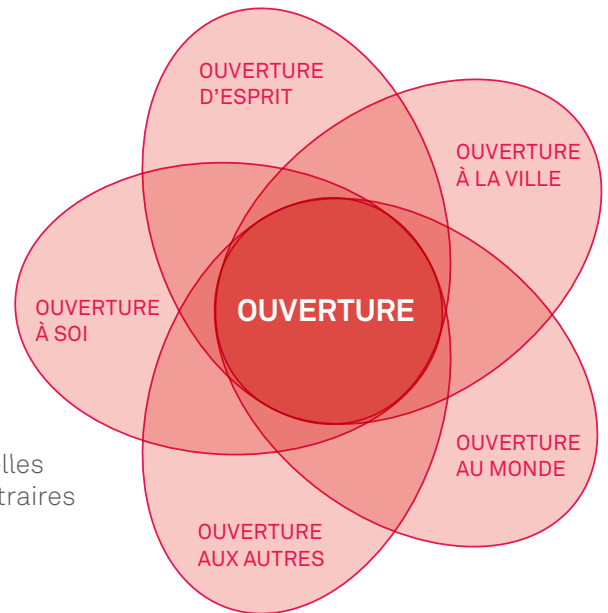 OUVERTURE
D'ESPRIT
OUVERTURE
À LA VILLE
OUVERTURE
À SOI
OUVERTURE
OUVERTURE
AU MONDE
OUVERTURE
AUX AUTRES